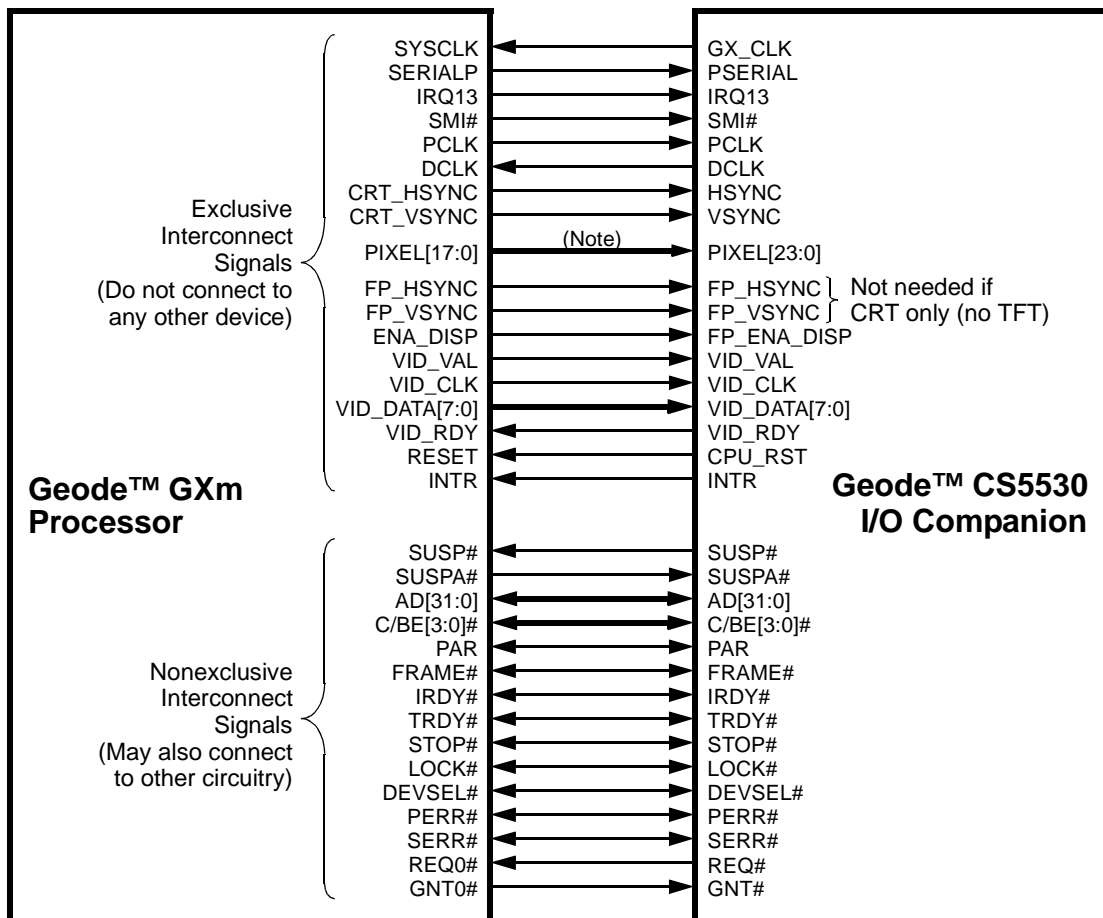 SYSCLK GX_CLK
SERIALP PSERIAL
IRQ13 IRQ13
SMI# SMI#
PCLK PCLK
DCLK DCLK
CRT_HSYNC HSYNC
CRT_VSYNC VSYNC
Exclusive
Interconnect
Signals
(Do not connect to
any other device)
PIXEL[17:0] (Note) PIXEL[23:0]
FP_HSYNC FP_HSYNC
FP_VSYNC FP_VSYNC
Not needed if
CRT only (no TFT)
ENA_DISP FP_ENA_DISP
VID_VAL VID_VAL
VID_CLK VID_CLK
VID_DATA[7:0] VID_DATA[7:0]
VID_RDY VID_RDY
RESET CPU_RST
INTR INTR
Geode™ GXm
Processor
Geode™ CS5530
I/O Companion
SUSP# SUSP#
SUSPA# SUSPA#
AD[31:0] AD[31:0]
C/BE[3:0]# C/BE[3:0]#
PAR PAR
FRAME# FRAME#
IRDY# IRDY#
TRDY# TRDY#
STOP# STOP#
LOCK# LOCK#
DEVSEL# DEVSEL#
PERR# PERR#
SERR# SERR#
REQ0# REQ#
GNT0# GNT#
Nonexclusive
Interconnect
Signals
(May also connect
to other circuitry)